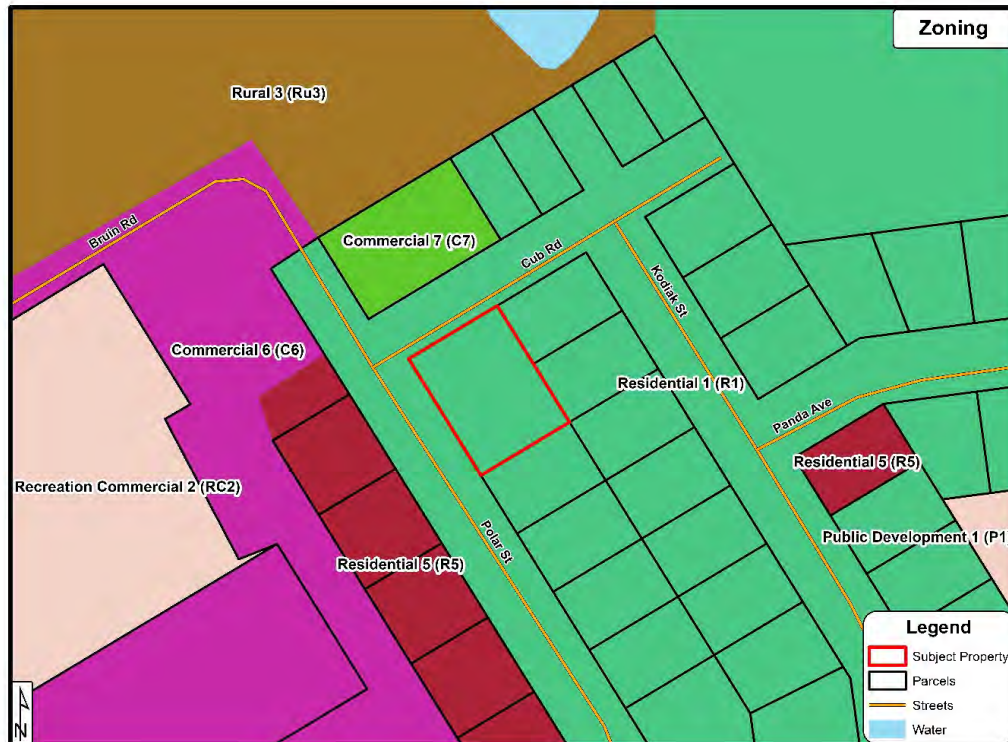 Zoning
Rural 3 (Ru3)
Bruin Rd
Commercial 7 (C7)
Cub Rd
Kodiak St
Commercial 6 (C6)
Residential 1 (R1)
Panda Ave
Residential 5 (R5)
Recreation Commercial 2 (RC2)
Polar St
Public Development 1 (P1
Residential 5 (R5)
Legend
Subject Property
Parcels
Streets
Water
N